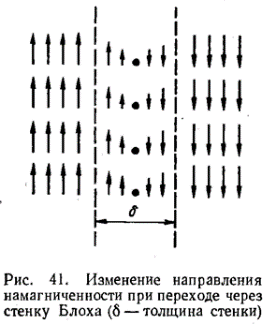 δ
Рис. 41. Изменение направления
намагниченности при переходе через
стенку Блоха (δ — толщина стенки)